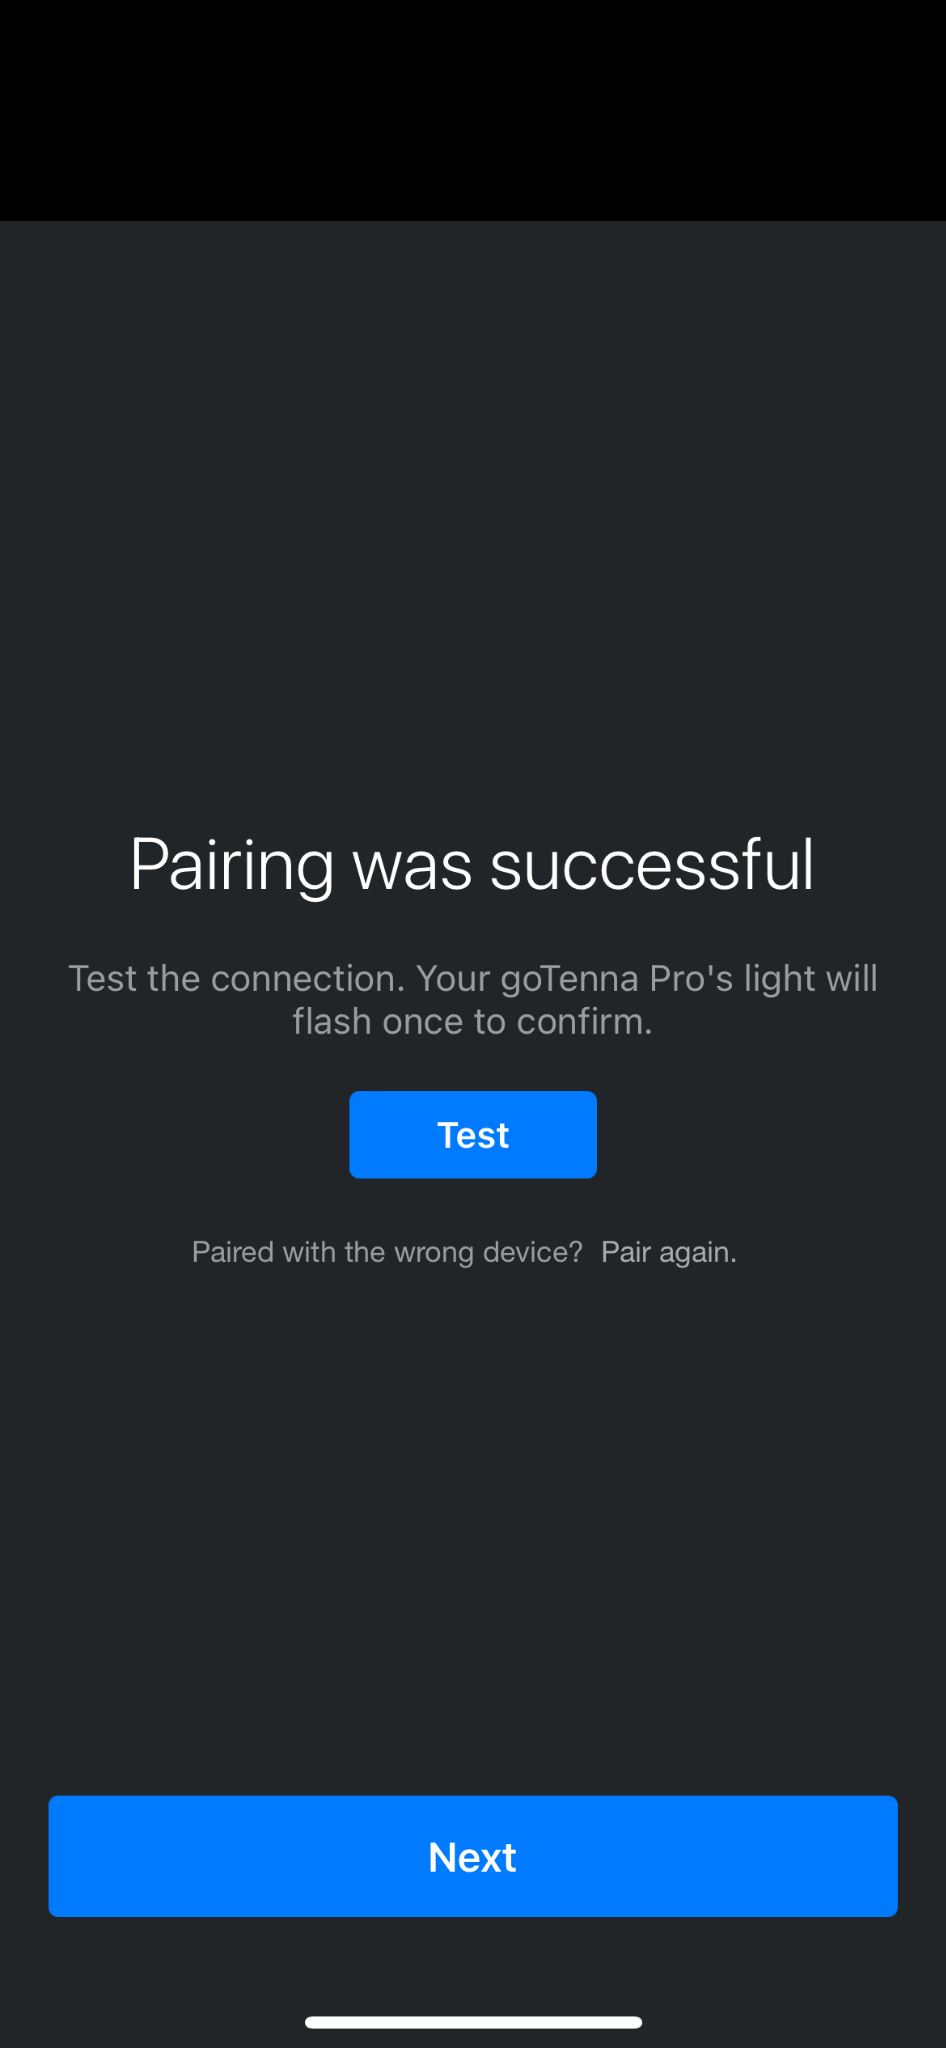 Pairing was successful
Test the connection. Your goTenna Pro's light will
flash once to confirm.
Test
Paired with the wrong device? Pair again.
Next